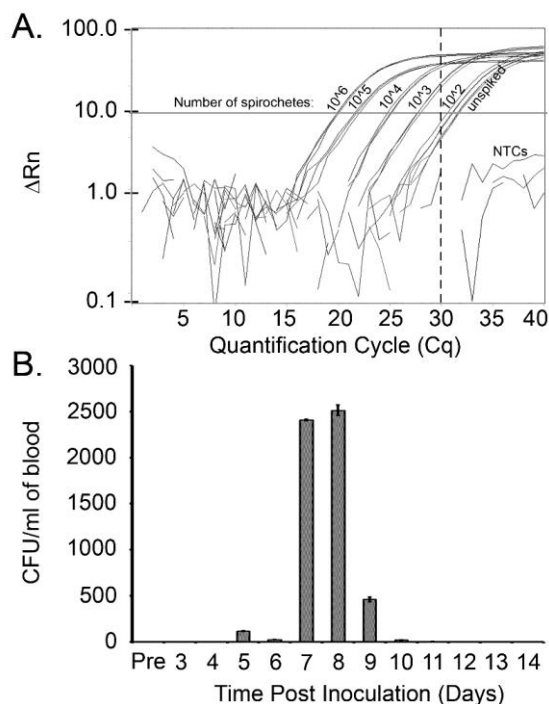 A.
100.0
10.0
1.0
0.1
ΔRn
Number of spirochetes:
10^6
10^5
10^4
10^3
10^2
unspiked
NTCs
5 10 15 20 25 30 35 40
Quantification Cycle (Cq)
B.
3000
2500
2000
1500
1000
500
0
CFU/ml of blood
Pre 3 4 5 6 7 8 9 10 11 12 13 14
Time Post Inoculation (Days)